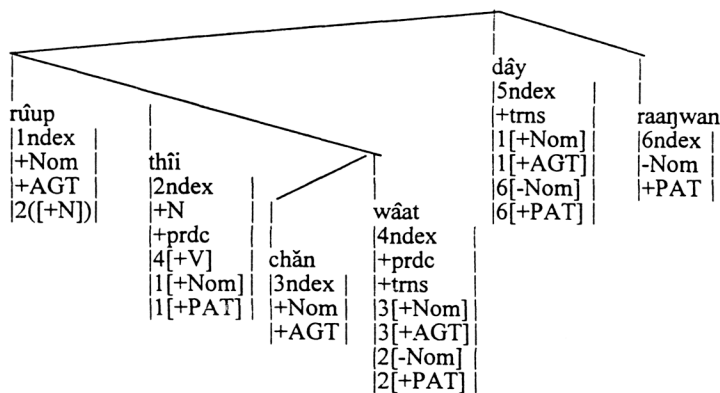 rûup
|1ndex |
+Nom
+AGT
|2([+N])|
thîi
|2ndex |
+N
+prdc
|4[+V] |
|1[+Nom] |
|1[+PAT] |
chǎn
|3ndex |
+Nom
+AGT |
wâat
|4ndex |
+prdc
+trns
3[+Nom]
3[+AGT]|
2[-Nom]
|2[+PAT] |
dây
|5ndex |
+trns
1[+Nom]
1[+AGT]
6[-Nom]
6[+PAT] |
raaŋwan
|6ndex |
-Nom
+PAT |